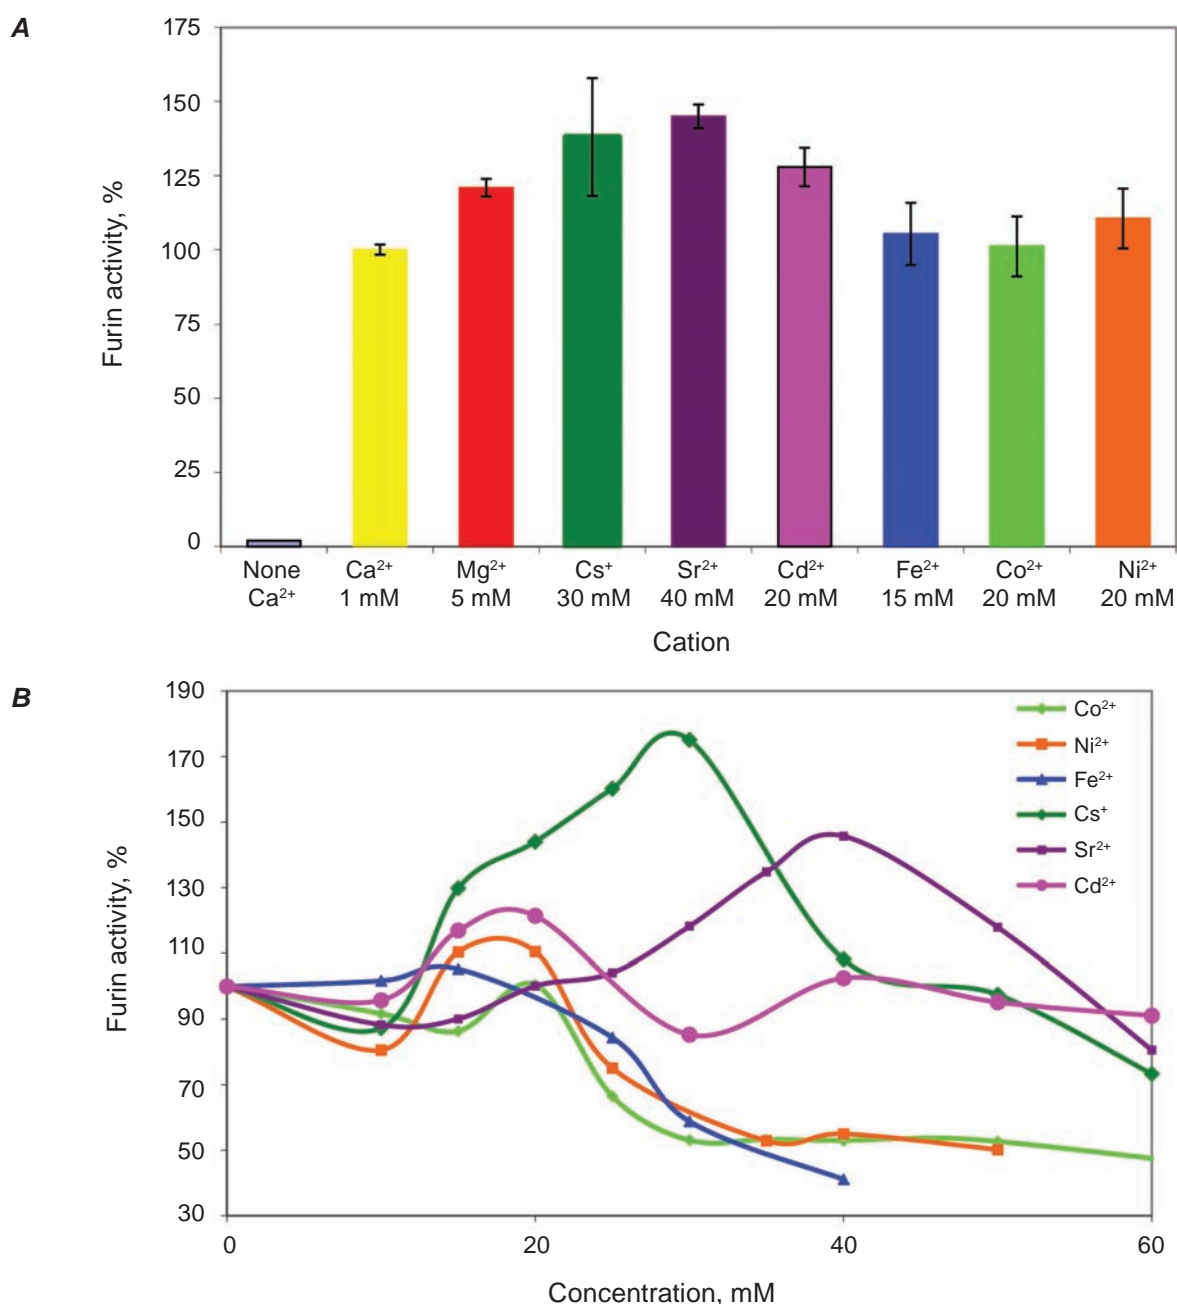 A
175
150
125
100
75
50
25
0
Furin activity, %
None Ca²⁺ Mg²⁺ Cs⁺ Sr²⁺ Cd²⁺ Fe²⁺ Co²⁺ Ni²⁺
Ca²⁺ 1 mM 5 mM 30 mM 40 mM 20 mM 15 mM 20 mM 20 mM
Cation
B
190
170
150
130
110
90
70
50
30
Furin activity, %
Co²⁺
Ni²⁺
Fe²⁺
Cs⁺
Sr²⁺
Cd²⁺
0 20 40 60
Concentration, mM